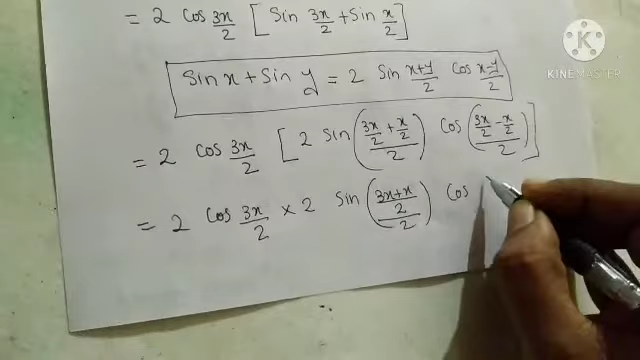 = 2 cos 3x/2 [ sin 3x/2 + sin x/2 ]
KINEMASTER
sin x + sin y = 2 sin x+y/2 cos x-y/2
= 2 cos 3x/2 [ 2 sin ( (3x/2 + x/2)/2 ) cos ( (3x/2 - x/2)/2 ) ]
= 2 cos 3x/2 × 2 sin ( ((3x+x)/2)/2 ) cos